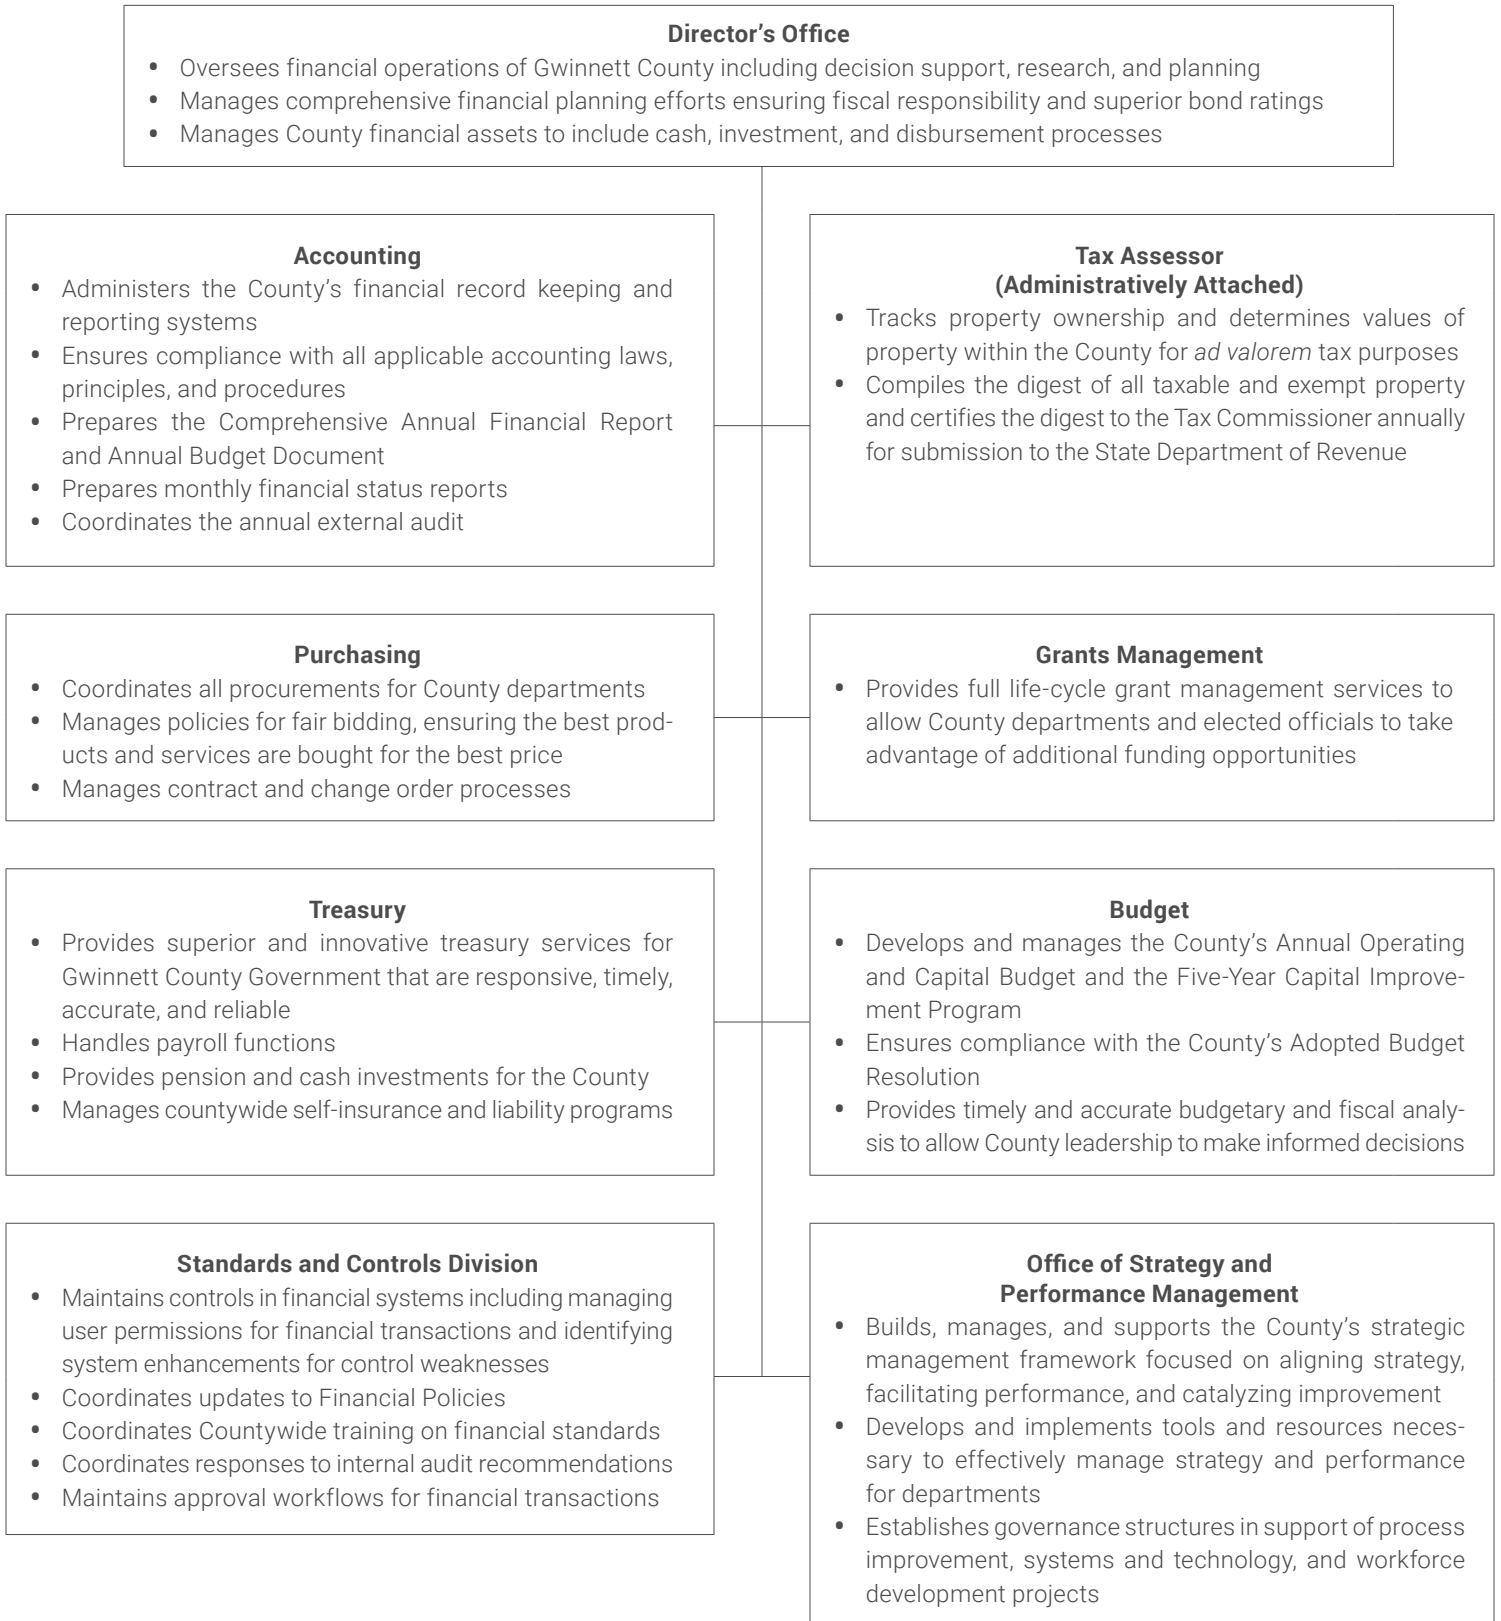 Director’s Office
• Oversees financial operations of Gwinnett County including decision support, research, and planning
• Manages comprehensive financial planning efforts ensuring fiscal responsibility and superior bond ratings
• Manages County financial assets to include cash, investment, and disbursement processes
Accounting
• Administers the County’s financial record keeping and
reporting systems
• Ensures compliance with all applicable accounting laws,
principles, and procedures
• Prepares the Comprehensive Annual Financial Report
and Annual Budget Document
• Prepares monthly financial status reports
• Coordinates the annual external audit
Tax Assessor
(Administratively Attached)
• Tracks property ownership and determines values of
property within the County for ad valorem tax purposes
• Compiles the digest of all taxable and exempt property
and certifies the digest to the Tax Commissioner annually
for submission to the State Department of Revenue
Purchasing
• Coordinates all procurements for County departments
• Manages policies for fair bidding, ensuring the best prod-
ucts and services are bought for the best price
• Manages contract and change order processes
Grants Management
• Provides full life-cycle grant management services to
allow County departments and elected officials to take
advantage of additional funding opportunities
Treasury
• Provides superior and innovative treasury services for
Gwinnett County Government that are responsive, timely,
accurate, and reliable
• Handles payroll functions
• Provides pension and cash investments for the County
• Manages countywide self-insurance and liability programs
Budget
• Develops and manages the County’s Annual Operating
and Capital Budget and the Five-Year Capital Improve-
ment Program
• Ensures compliance with the County’s Adopted Budget
Resolution
• Provides timely and accurate budgetary and fiscal analy-
sis to allow County leadership to make informed decisions
Standards and Controls Division
• Maintains controls in financial systems including managing
user permissions for financial transactions and identifying
system enhancements for control weaknesses
• Coordinates updates to Financial Policies
• Coordinates Countywide training on financial standards
• Coordinates responses to internal audit recommendations
• Maintains approval workflows for financial transactions
Office of Strategy and
Performance Management
• Builds, manages, and supports the County’s strategic
management framework focused on aligning strategy,
facilitating performance, and catalyzing improvement
• Develops and implements tools and resources neces-
sary to effectively manage strategy and performance
for departments
• Establishes governance structures in support of process
improvement, systems and technology, and workforce
development projects